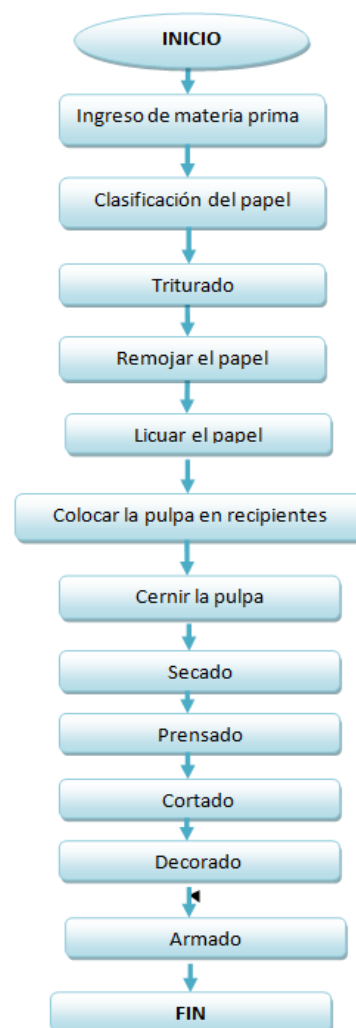 INICIO
Ingreso de materia prima
Clasificación del papel
Triturado
Remojar el papel
Licuar el papel
Colocar la pulpa en recipientes
Cernir la pulpa
Secado
Prensado
Cortado
Decorado
Armado
FIN